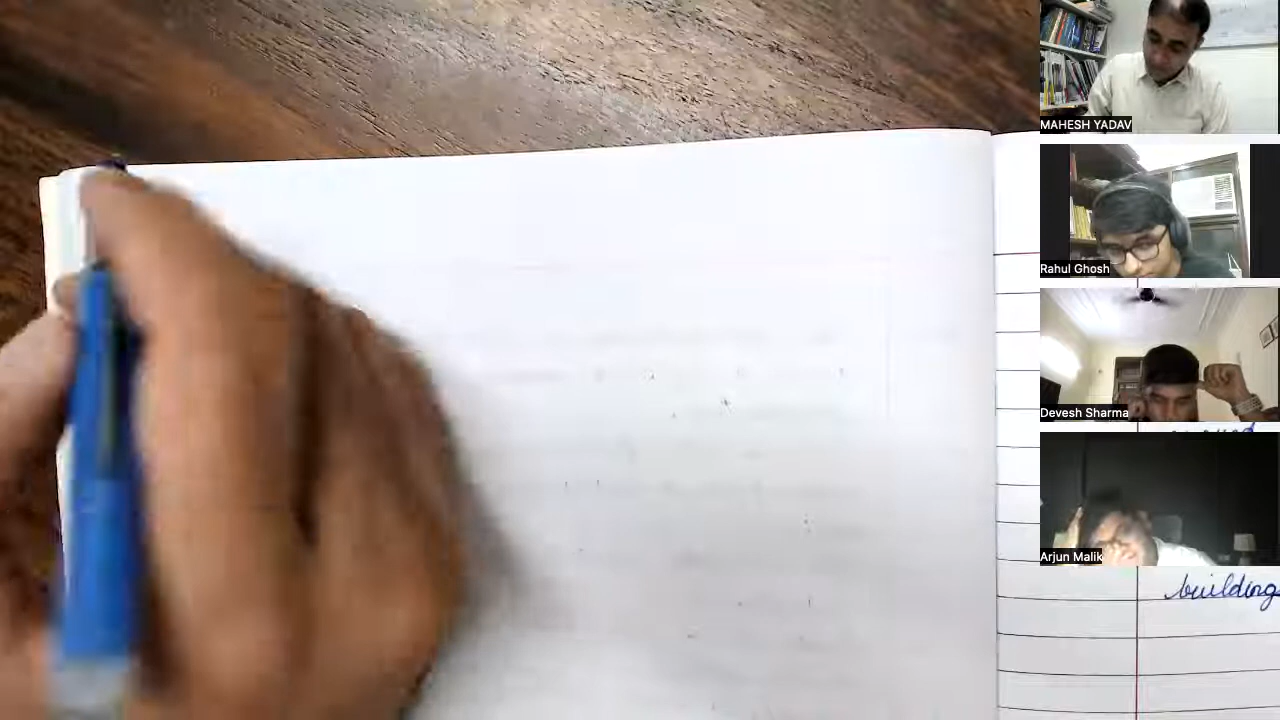 MAHESH YADAV
Rahul Ghosh
Devesh Sharma
Arjun Malik
building